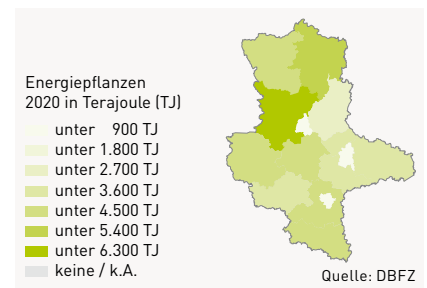 Energiepflanzen
2020 in Terajoule (TJ)
unter 900 TJ
unter 1.800 TJ
unter 2.700 TJ
unter 3.600 TJ
unter 4.500 TJ
unter 5.400 TJ
unter 6.300 TJ
keine / k.A.
Quelle: DBFZ